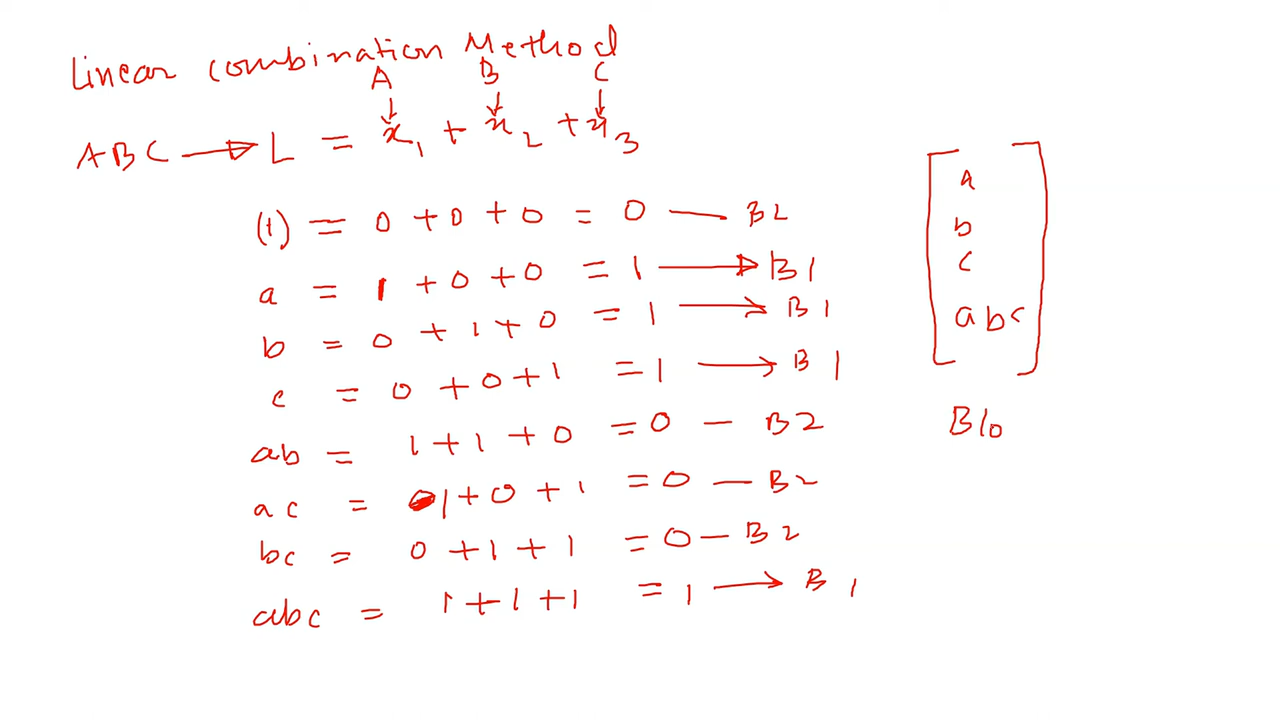 Linear combination Method
A B C
↓ ↓ ↓
ABC → L = x₁ + x₂ + x₃
(1) = 0 + 0 + 0 = 0 — B2
a = 1 + 0 + 0 = 1 → B1
b = 0 + 1 + 0 = 1 → B1
c = 0 + 0 + 1 = 1 → B1
ab = 1 + 1 + 0 = 0 — B2
ac = 1 + 0 + 1 = 0 — B2
bc = 0 + 1 + 1 = 0 — B2
abc = 1 + 1 + 1 = 1 → B1
a
b
c
abc
Blo